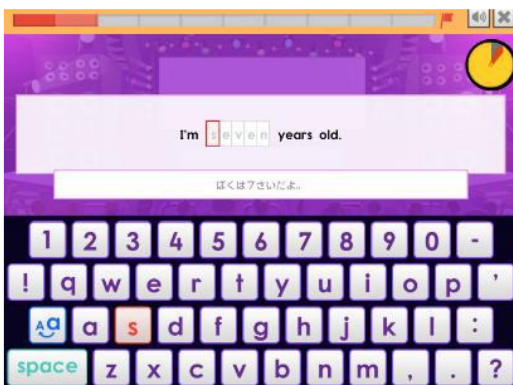 I'm seven years old.
ぼくは7さいだよ。
1 2 3 4 5 6 7 8 9 0 -
! q w e r t y u i o p '
Aa a s d f g h j k l :
space z x c v b n m , . ?